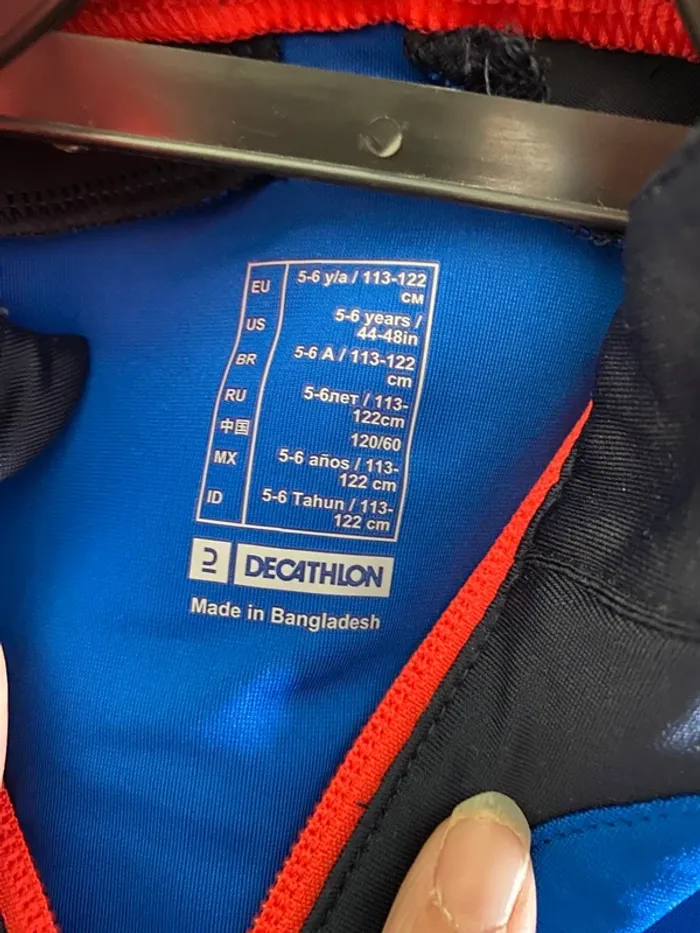 EU 5-6 y/a / 113-122
CM
US 5-6 years /
44-48in
BR 5-6 A / 113-122
cm
RU 5-6лет / 113-
122cm
中国 120/60
MX 5-6 años / 113-
122 cm
ID 5-6 Tahun / 113-
122 cm
DECATHLON
Made in Bangladesh